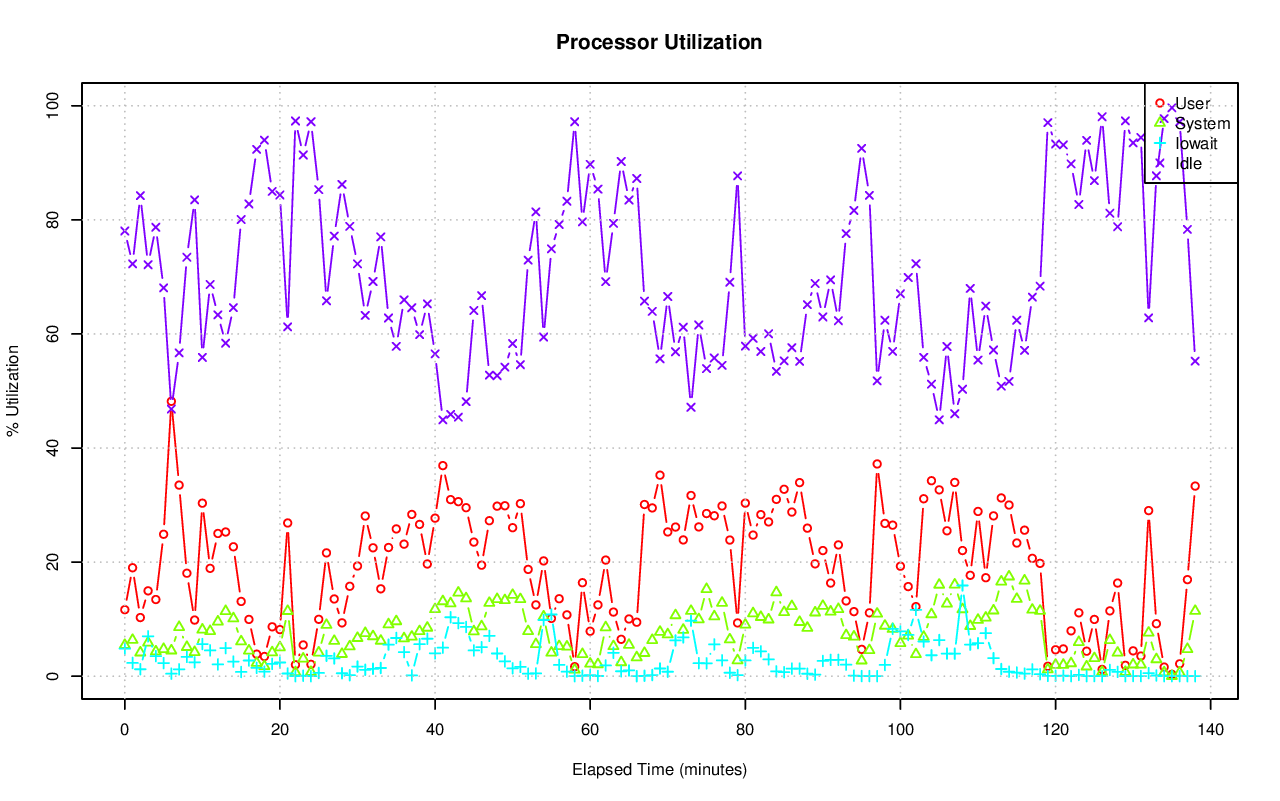 Processor Utilization
% Utilization
100
80
60
40
20
0
User
System
Iowait
Idle
0 20 40 60 80 100 120 140
Elapsed Time (minutes)